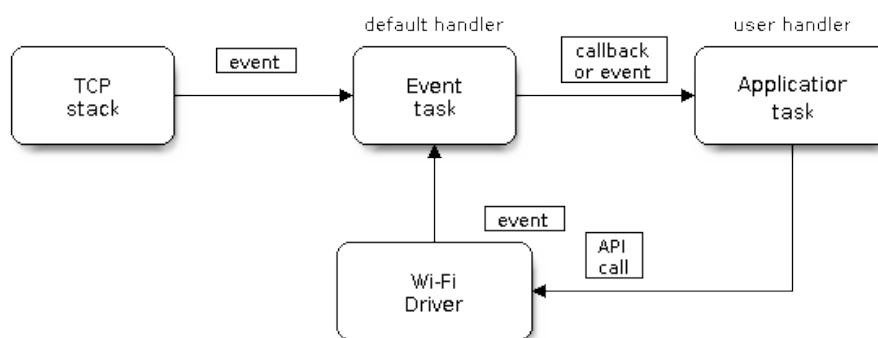 default handler
user handler
event
callback
or event
TCP
stack
Event
task
Application
task
event
API
call
Wi-Fi
Driver